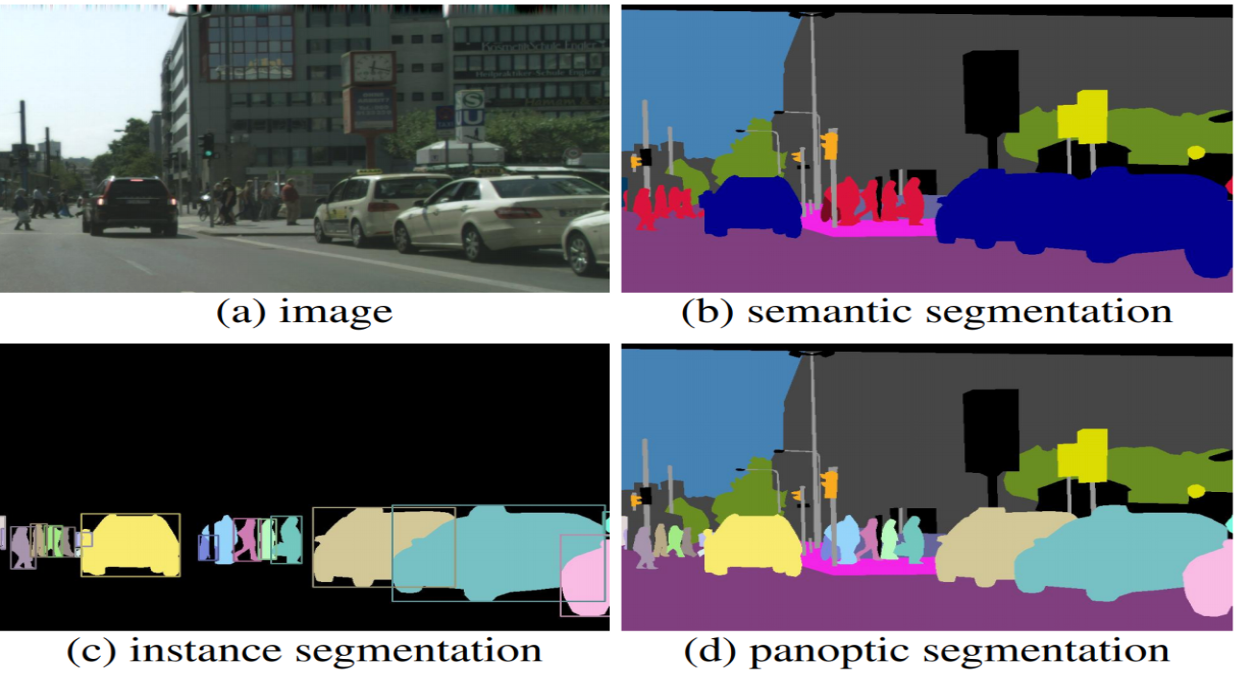 S
U
(a) image
(b) semantic segmentation
(c) instance segmentation
(d) panoptic segmentation